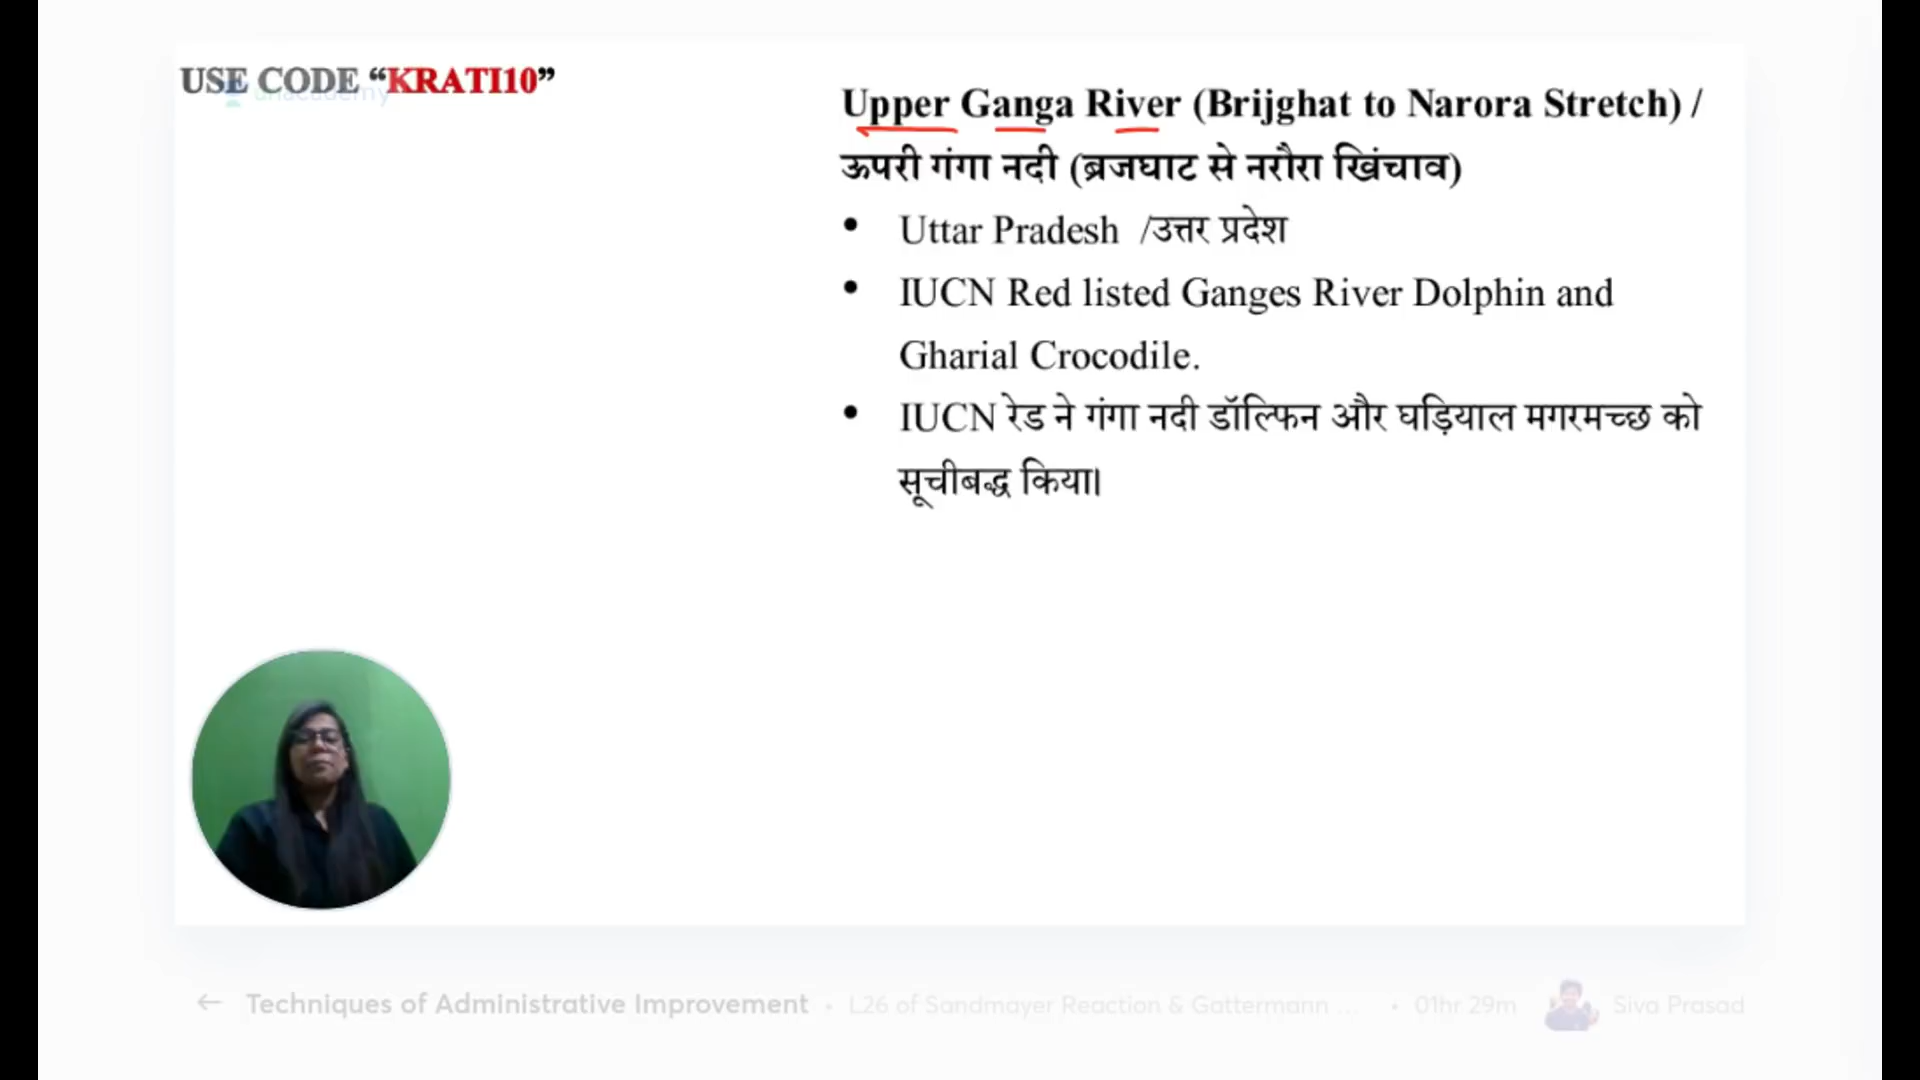 USE CODE “KRATI10”
unacademy
Upper Ganga River (Brijghat to Narora Stretch) /
ऊपरी गंगा नदी (ब्रजघाट से नरौरा खिंचाव)
• Uttar Pradesh /उत्तर प्रदेश
• IUCN Red listed Ganges River Dolphin and
Gharial Crocodile.
• IUCN रेड ने गंगा नदी डॉल्फिन और घड़ियाल मगरमच्छ को
सूचीबद्ध किया।
← Techniques of Administrative Improvement • L26 of Sandmayer Reaction & Gattermann ... • 01hr 29m Siva Prasad